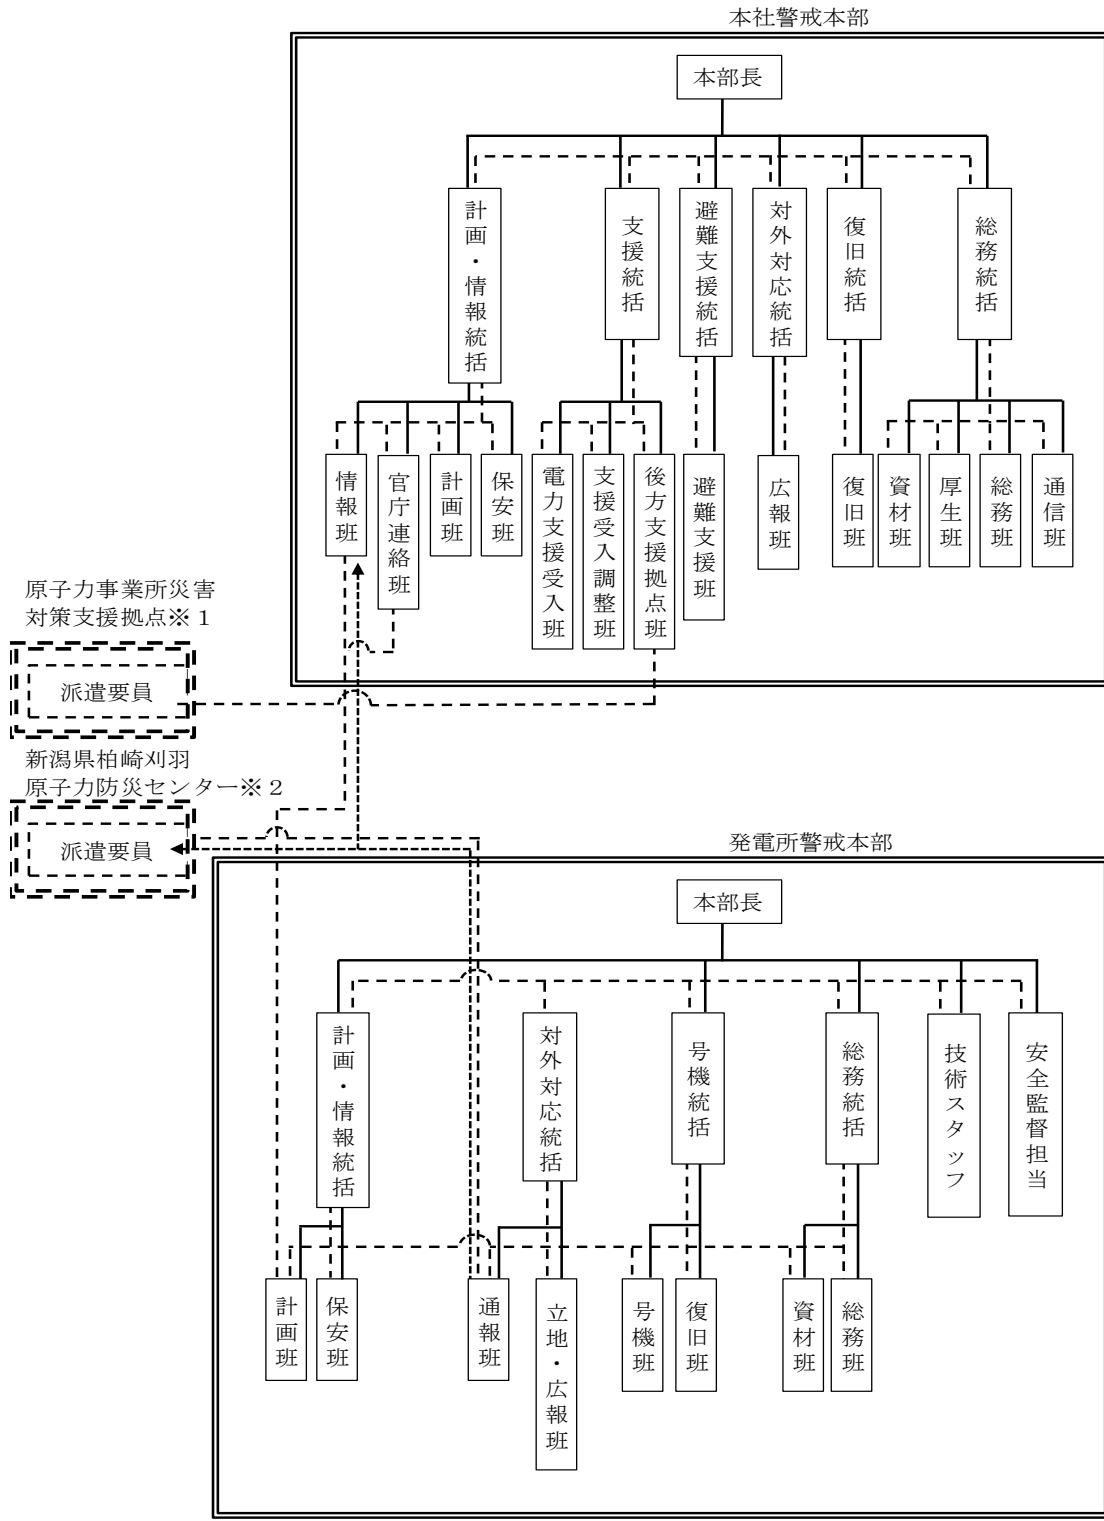 本社警戒本部
本部長
計画・情報統括
支援統括
避難支援統括
対外対応統括
復旧統括
総務統括
情報班
官庁連絡班
計画班
保安班
電力支援受入班
支援受入調整班
後方支援拠点班
避難支援班
広報班
復旧班
資材班
厚生班
総務班
通信班
原子力事業所災害
対策支援拠点※1
派遣要員
新潟県柏崎刈羽
原子力防災センター※2
派遣要員
発電所警戒本部
本部長
計画・情報統括
対外対応統括
号機統括
総務統括
技術スタッフ
安全監督担当
計画班
保安班
通報班
立地・広報班
号機班
復旧班
資材班
総務班